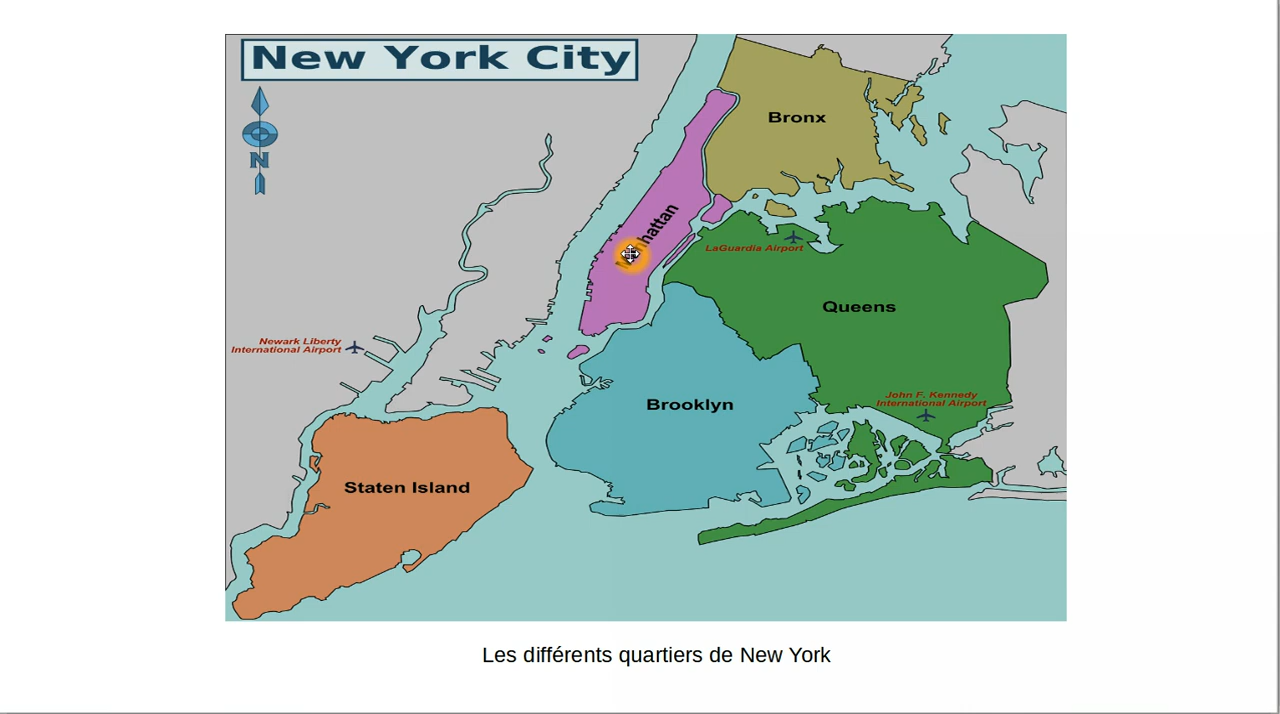 New York City
N
Bronx
Manhattan
LaGuardia Airport
Queens
Newark Liberty
International Airport
John F. Kennedy
International Airport
Brooklyn
Staten Island
Les différents quartiers de New York